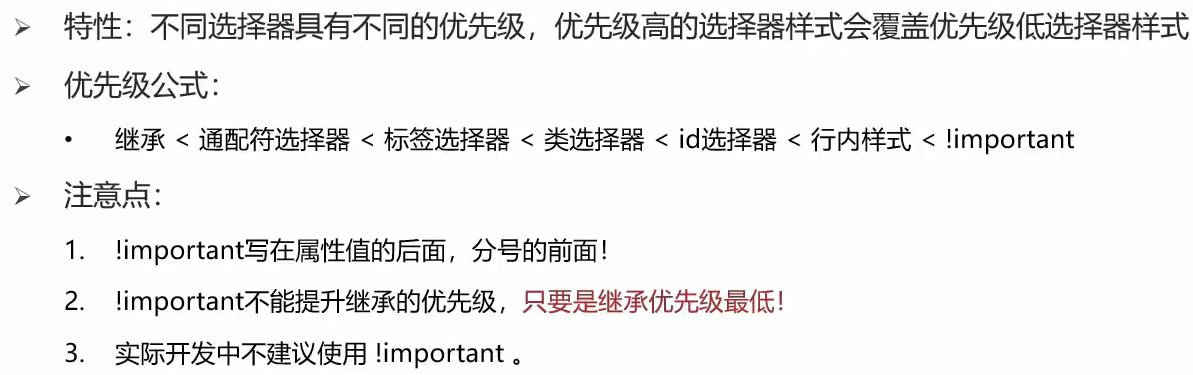 ➢ 特性：不同选择器具有不同的优先级，优先级高的选择器样式会覆盖优先级低选择器样式
➢ 优先级公式：
• 继承 < 通配符选择器 < 标签选择器 < 类选择器 < id选择器 < 行内样式 < !important
➢ 注意点：
1. !important写在属性值的后面，分号的前面！
2. !important不能提升继承的优先级，只要是继承优先级最低！
3. 实际开发中不建议使用 !important 。